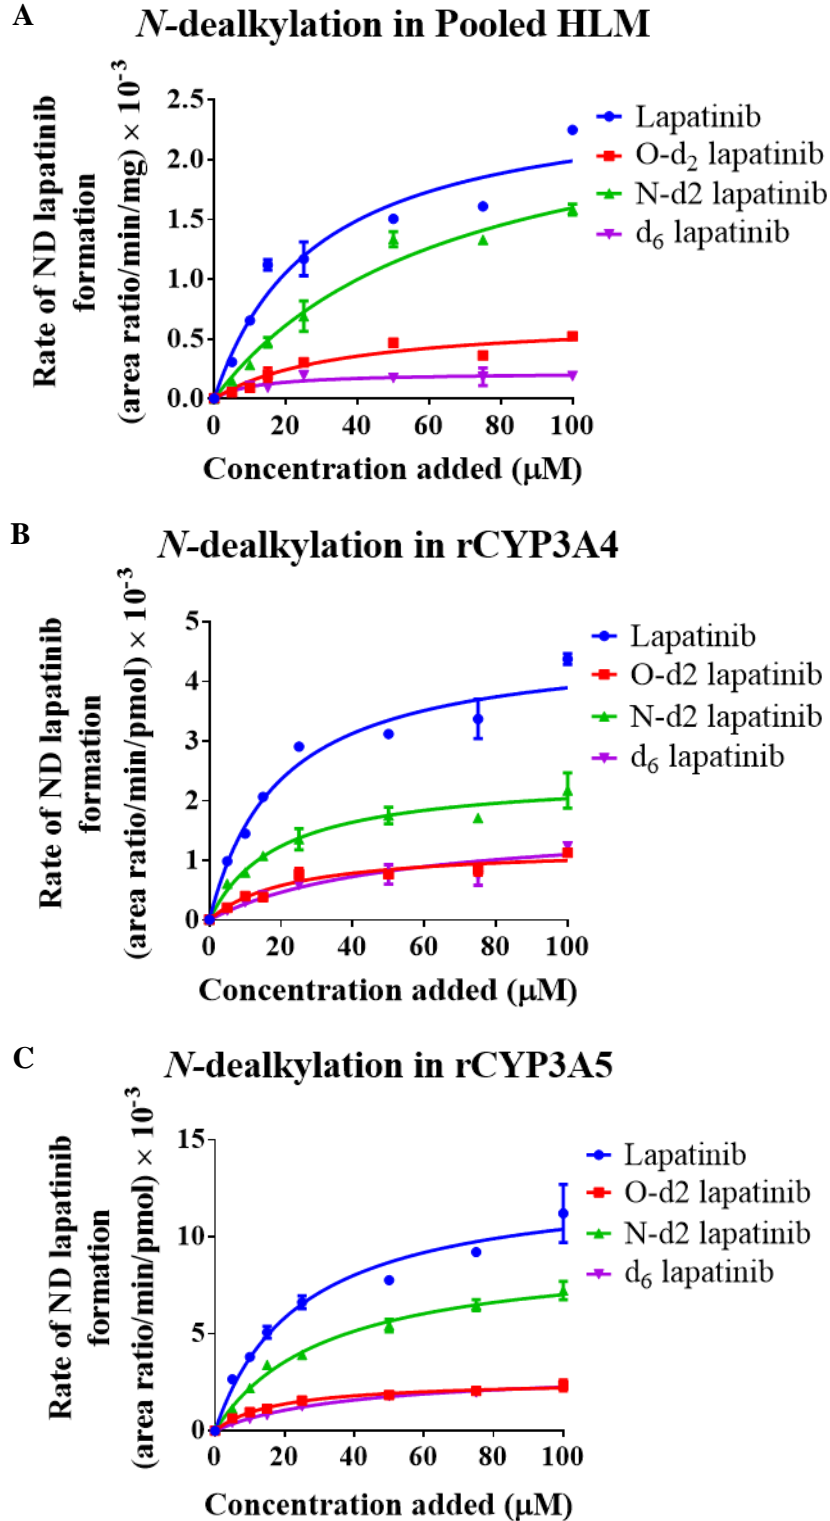 A
N-dealkylation in Pooled HLM
Rate of ND lapatinib
formation
(area ratio/min/mg) × 10-3
2.5
2.0
1.5
1.0
0.5
0.0
0 20 40 60 80 100
Concentration added (μM)
Lapatinib
O-d2 lapatinib
N-d2 lapatinib
d6 lapatinib
B
N-dealkylation in rCYP3A4
Rate of ND lapatinib
formation
(area ratio/min/pmol) × 10-3
5
4
3
2
1
0
0 20 40 60 80 100
Concentration added (μM)
Lapatinib
O-d2 lapatinib
N-d2 lapatinib
d6 lapatinib
C
N-dealkylation in rCYP3A5
Rate of ND lapatinib
formation
(area ratio/min/pmol) × 10-3
15
10
5
0
0 20 40 60 80 100
Concentration added (μM)
Lapatinib
O-d2 lapatinib
N-d2 lapatinib
d6 lapatinib